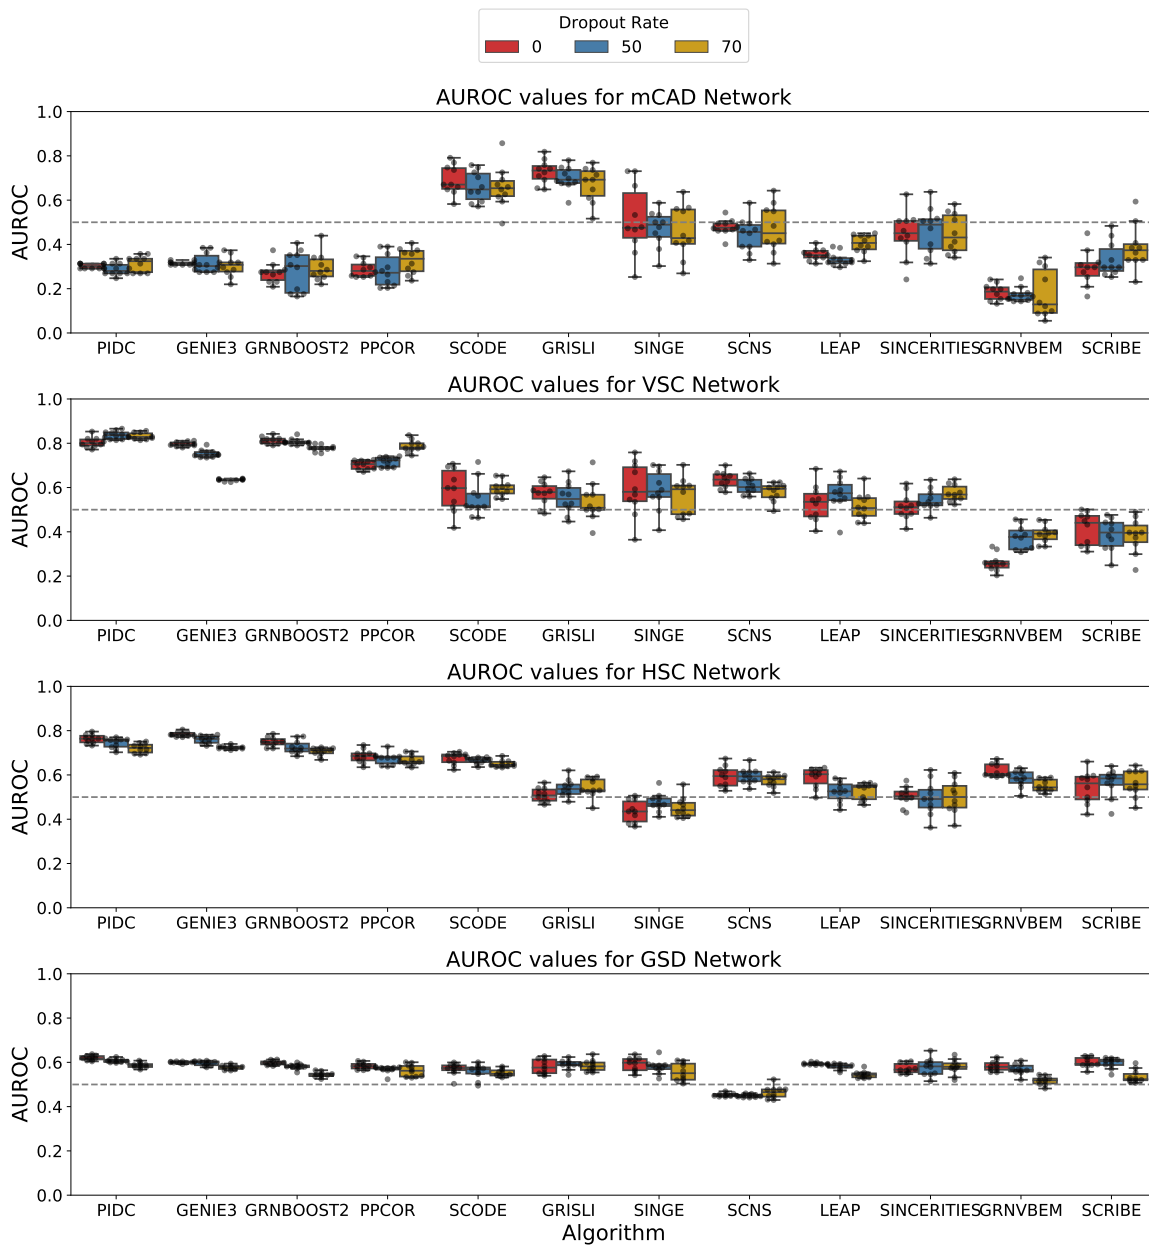 Dropout Rate
0 50 70
AUROC values for mCAD Network
1.0
0.8
0.6
0.4
0.2
0.0
AUROC
PIDC GENIE3 GRNBOOST2 PPCOR SCODE GRISLI SINGE SCNS LEAP SINCERITIES GRNVBEM SCRIBE
AUROC values for VSC Network
1.0
0.8
0.6
0.4
0.2
0.0
AUROC
PIDC GENIE3 GRNBOOST2 PPCOR SCODE GRISLI SINGE SCNS LEAP SINCERITIES GRNVBEM SCRIBE
AUROC values for HSC Network
1.0
0.8
0.6
0.4
0.2
0.0
AUROC
PIDC GENIE3 GRNBOOST2 PPCOR SCODE GRISLI SINGE SCNS LEAP SINCERITIES GRNVBEM SCRIBE
AUROC values for GSD Network
1.0
0.8
0.6
0.4
0.2
0.0
AUROC
PIDC GENIE3 GRNBOOST2 PPCOR SCODE GRISLI SINGE SCNS LEAP SINCERITIES GRNVBEM SCRIBE
Algorithm